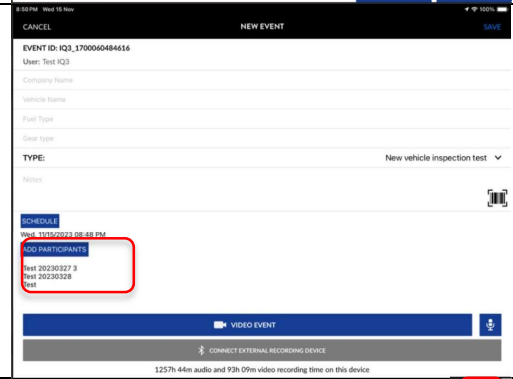 8:50 PM Wed 15 Nov 100%
CANCEL NEW EVENT SAVE
EVENT ID: IQ3_1700060484616
User: Test IQ3
Company Name
Vehicle Name
Fuel Type
Gear type
TYPE: New vehicle inspection test
Notes
SCHEDULE
Wed, 11/15/2023 08:48 PM
ADD PARTICIPANTS
Test 20230327 3
Test 20230328
Test
VIDEO EVENT
CONNECT EXTERNAL RECORDING DEVICE
1257h 44m audio and 93h 09m video recording time on this device